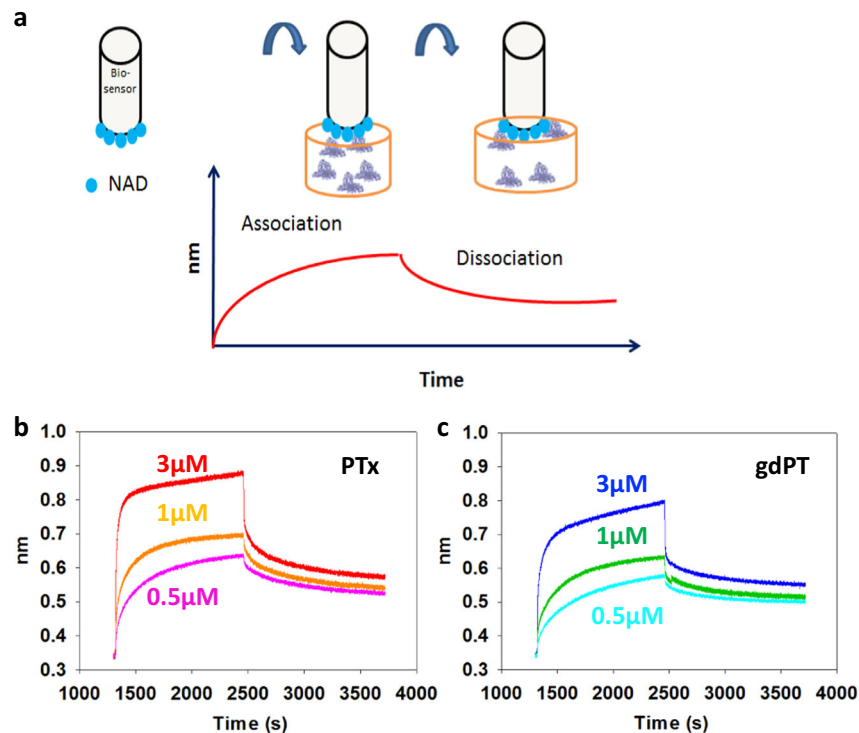 a
Bio-
sensor
NAD
Association
Dissociation
nm
Time
b
1.0
0.9
0.8
0.7
0.6
0.5
0.4
0.3
nm
3μM
1μM
0.5μM
PTx
1000 1500 2000 2500 3000 3500 4000
Time (s)
c
1.0
0.9
0.8
0.7
0.6
0.5
0.4
0.3
nm
3μM
1μM
0.5μM
gdPT
1000 1500 2000 2500 3000 3500 4000
Time (s)